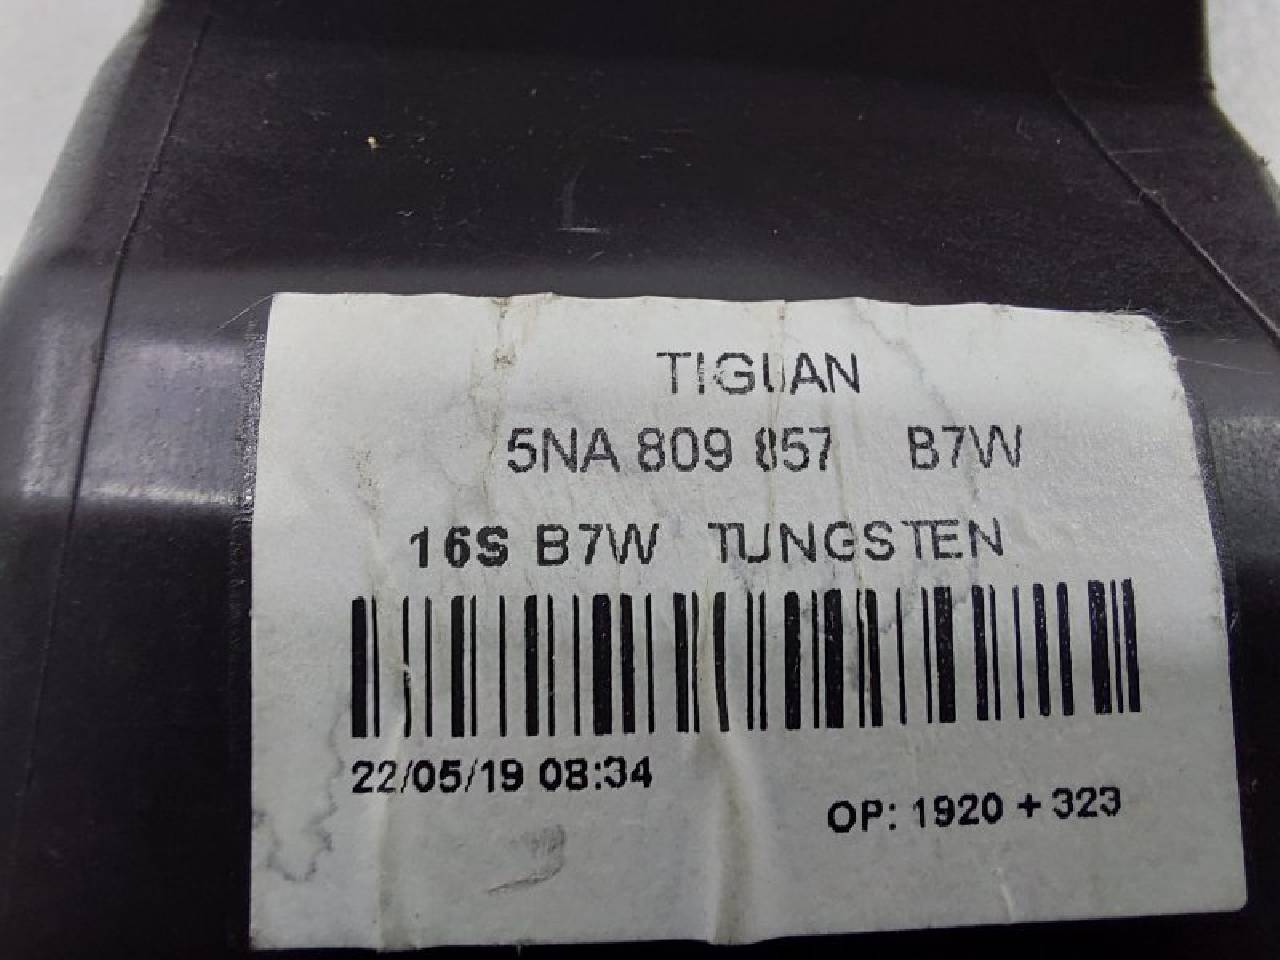 TIGUAN
5NA 809 857 B7W
16S B7W TUNGSTEN
22/05/19 08:34
OP: 1920 + 323